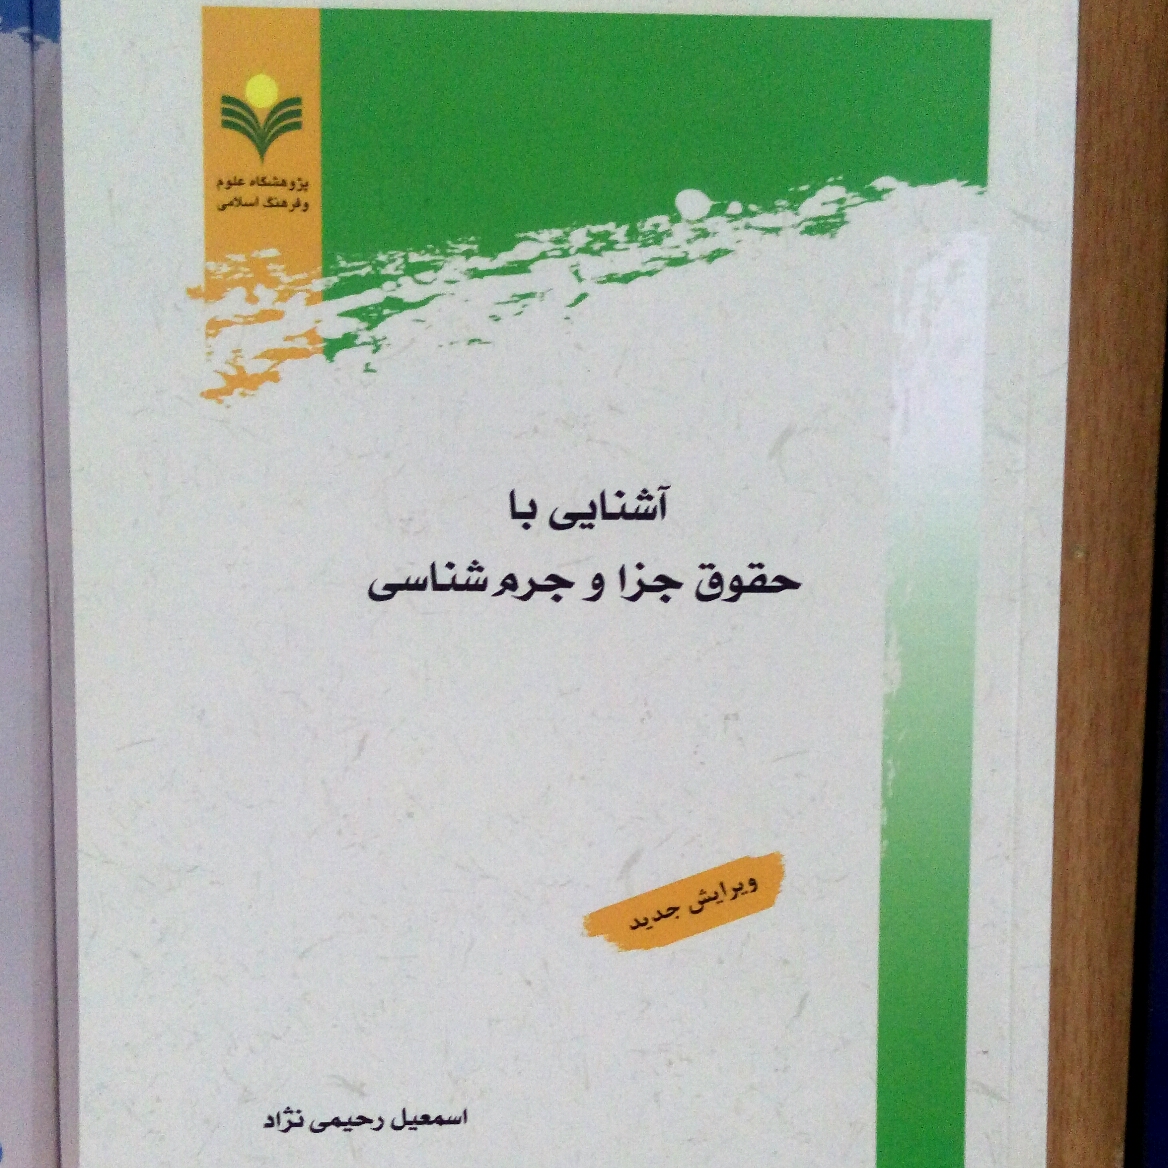 پژوهشگاه علوم
وفرهنگ اسلامی
آشنایی با
حقوق جزا و جرم‌شناسی
ویرایش جدید
اسمعیل رحیمی نژاد